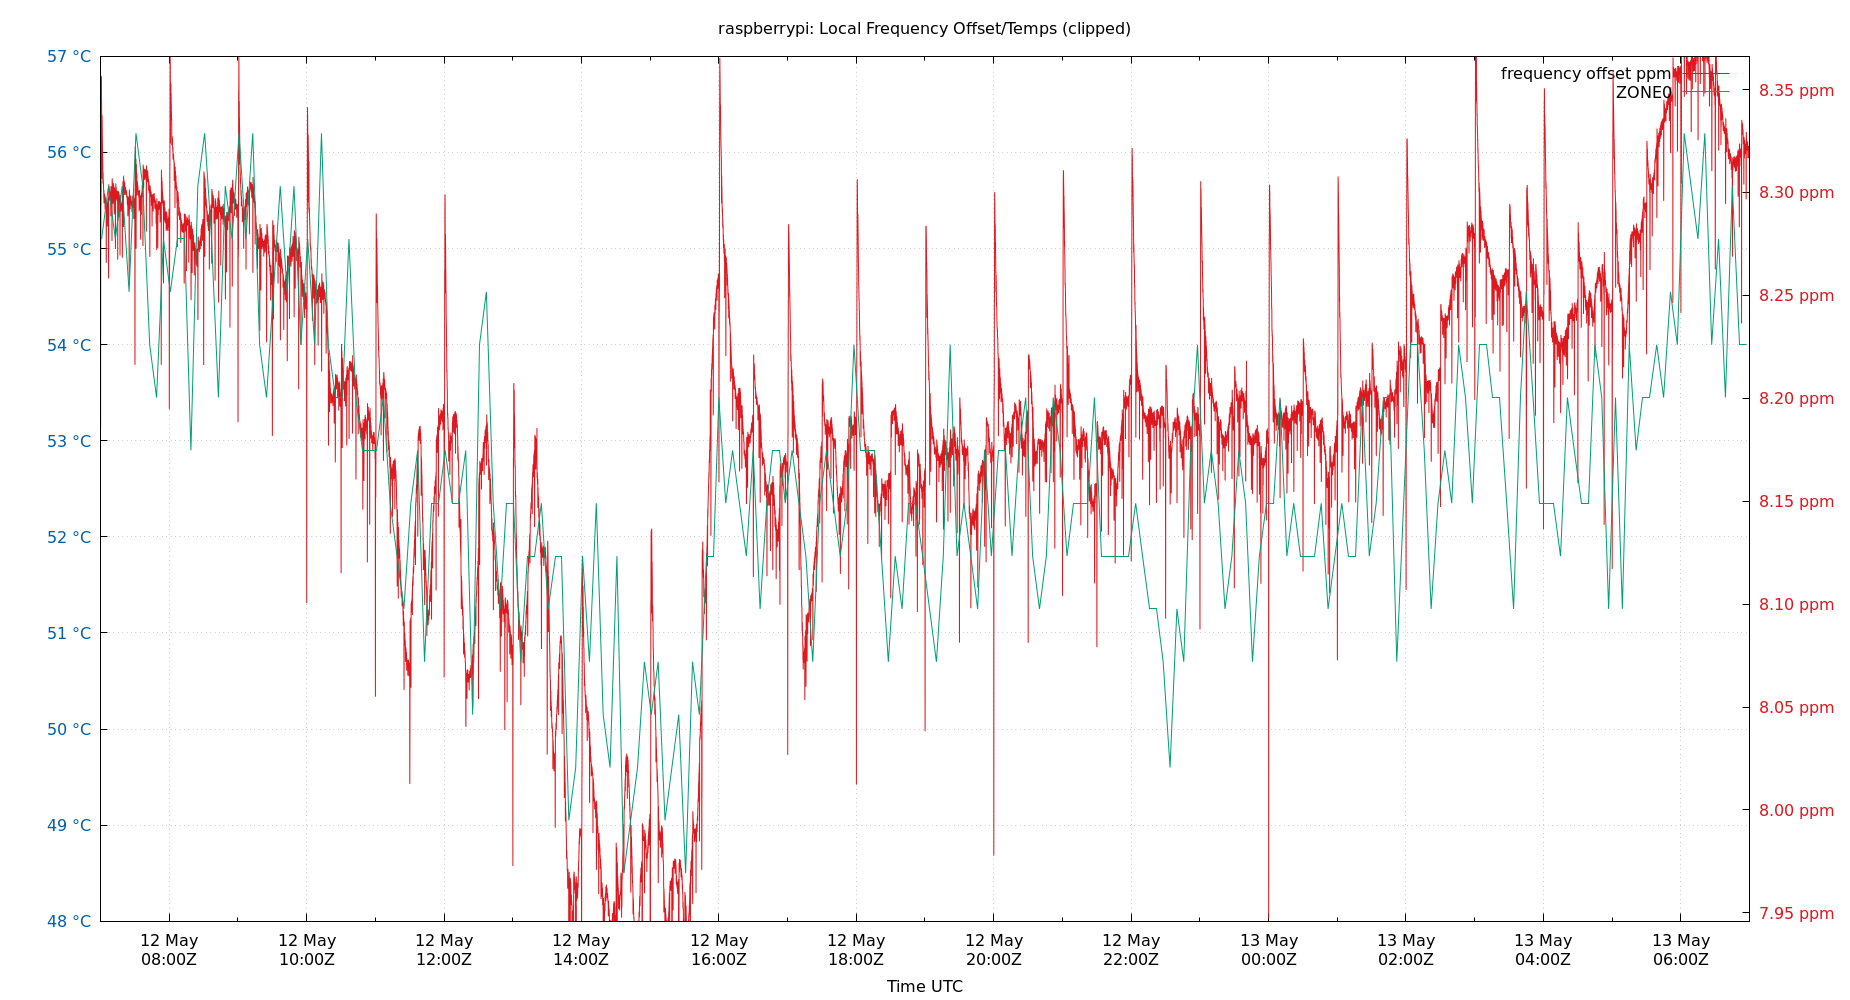 raspberrypi: Local Frequency Offset/Temps (clipped)
57 °C
56 °C
55 °C
54 °C
53 °C
52 °C
51 °C
50 °C
49 °C
48 °C
frequency offset ppm
ZONE0
8.35 ppm
8.30 ppm
8.25 ppm
8.20 ppm
8.15 ppm
8.10 ppm
8.05 ppm
8.00 ppm
7.95 ppm
12 May 12 May 12 May 12 May 12 May 12 May 12 May 12 May 13 May 13 May 13 May 13 May
08:00Z 10:00Z 12:00Z 14:00Z 16:00Z 18:00Z 20:00Z 22:00Z 00:00Z 02:00Z 04:00Z 06:00Z
Time UTC